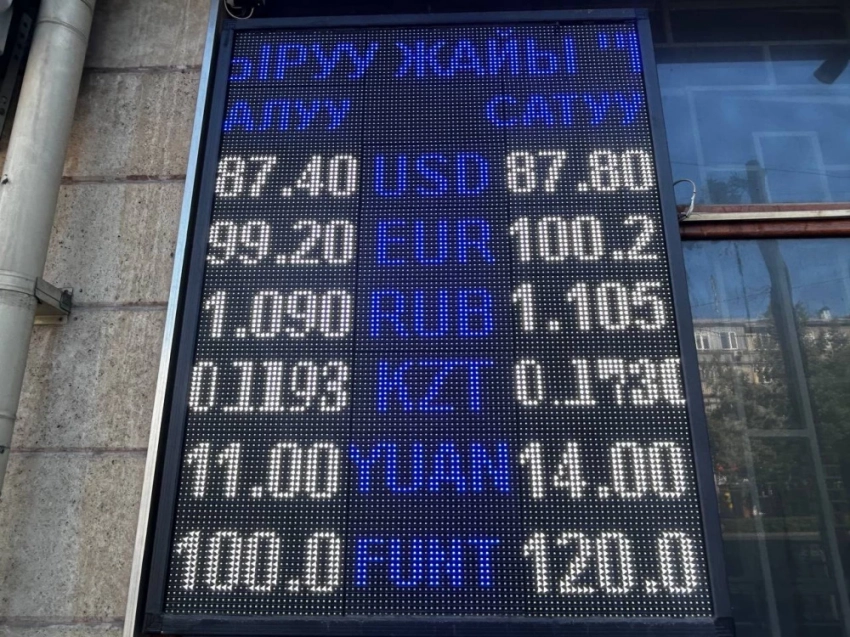 ЫРУУ ЖАЙЫ "
АЛУУ САТУУ
87.40 USD 87.80
99.20 EUR 100.2
1.090 RUB 1.105
0.1193 KZT 0.1730
11.00 YUAN 14.00
100.0 FUNT 120.0